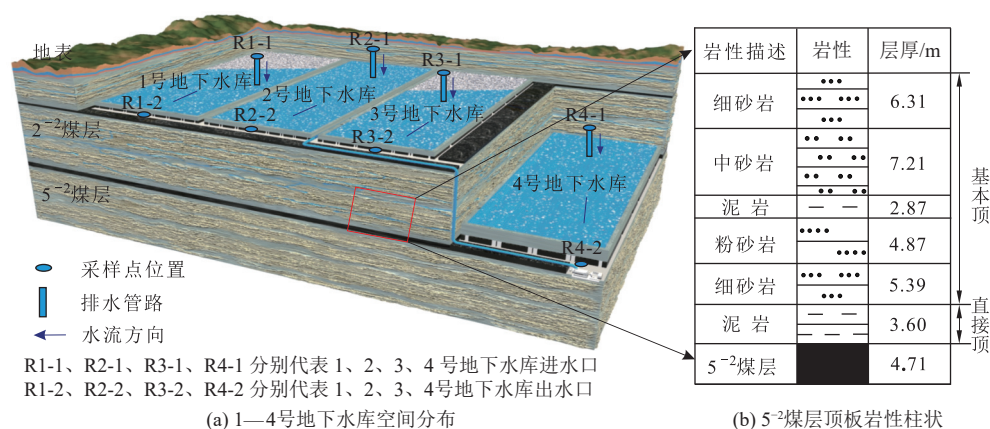 地表
R1-1
R2-1
R3-1
R4-1
1号地下水库
2号地下水库
3号地下水库
4号地下水库
R1-2
R2-2
R3-2
R4-2
2⁻²煤层
5⁻²煤层
采样点位置
排水管路
水流方向
R1-1、R2-1、R3-1、R4-1 分别代表 1、2、3、4 号地下水库进水口
R1-2、R2-2、R3-2、R4-2 分别代表 1、2、3、4号地下水库出水口
(a) 1—4号地下水库空间分布
岩性描述 岩性 层厚/m
细砂岩 6.31
中砂岩 7.21
泥岩 2.87
粉砂岩 4.87
细砂岩 5.39
泥岩 3.60
5⁻²煤层 4.71
基本顶
直接顶
(b) 5⁻²煤层顶板岩性柱状